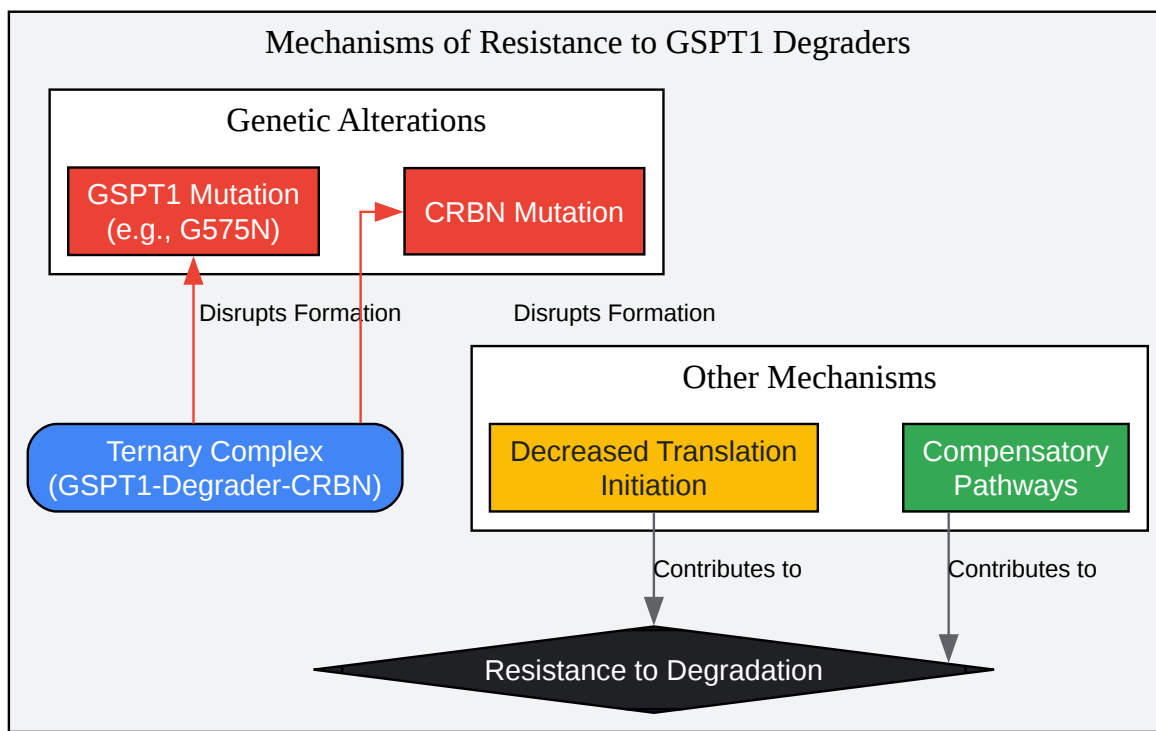 Mechanisms of Resistance to GSPT1 Degraders
Genetic Alterations
GSPT1 Mutation
(e.g., G575N)
CRBN Mutation
Disrupts Formation
Disrupts Formation
Ternary Complex
(GSPT1-Degrader-CRBN)
Other Mechanisms
Decreased Translation
Initiation
Compensatory
Pathways
Contributes to
Contributes to
Resistance to Degradation